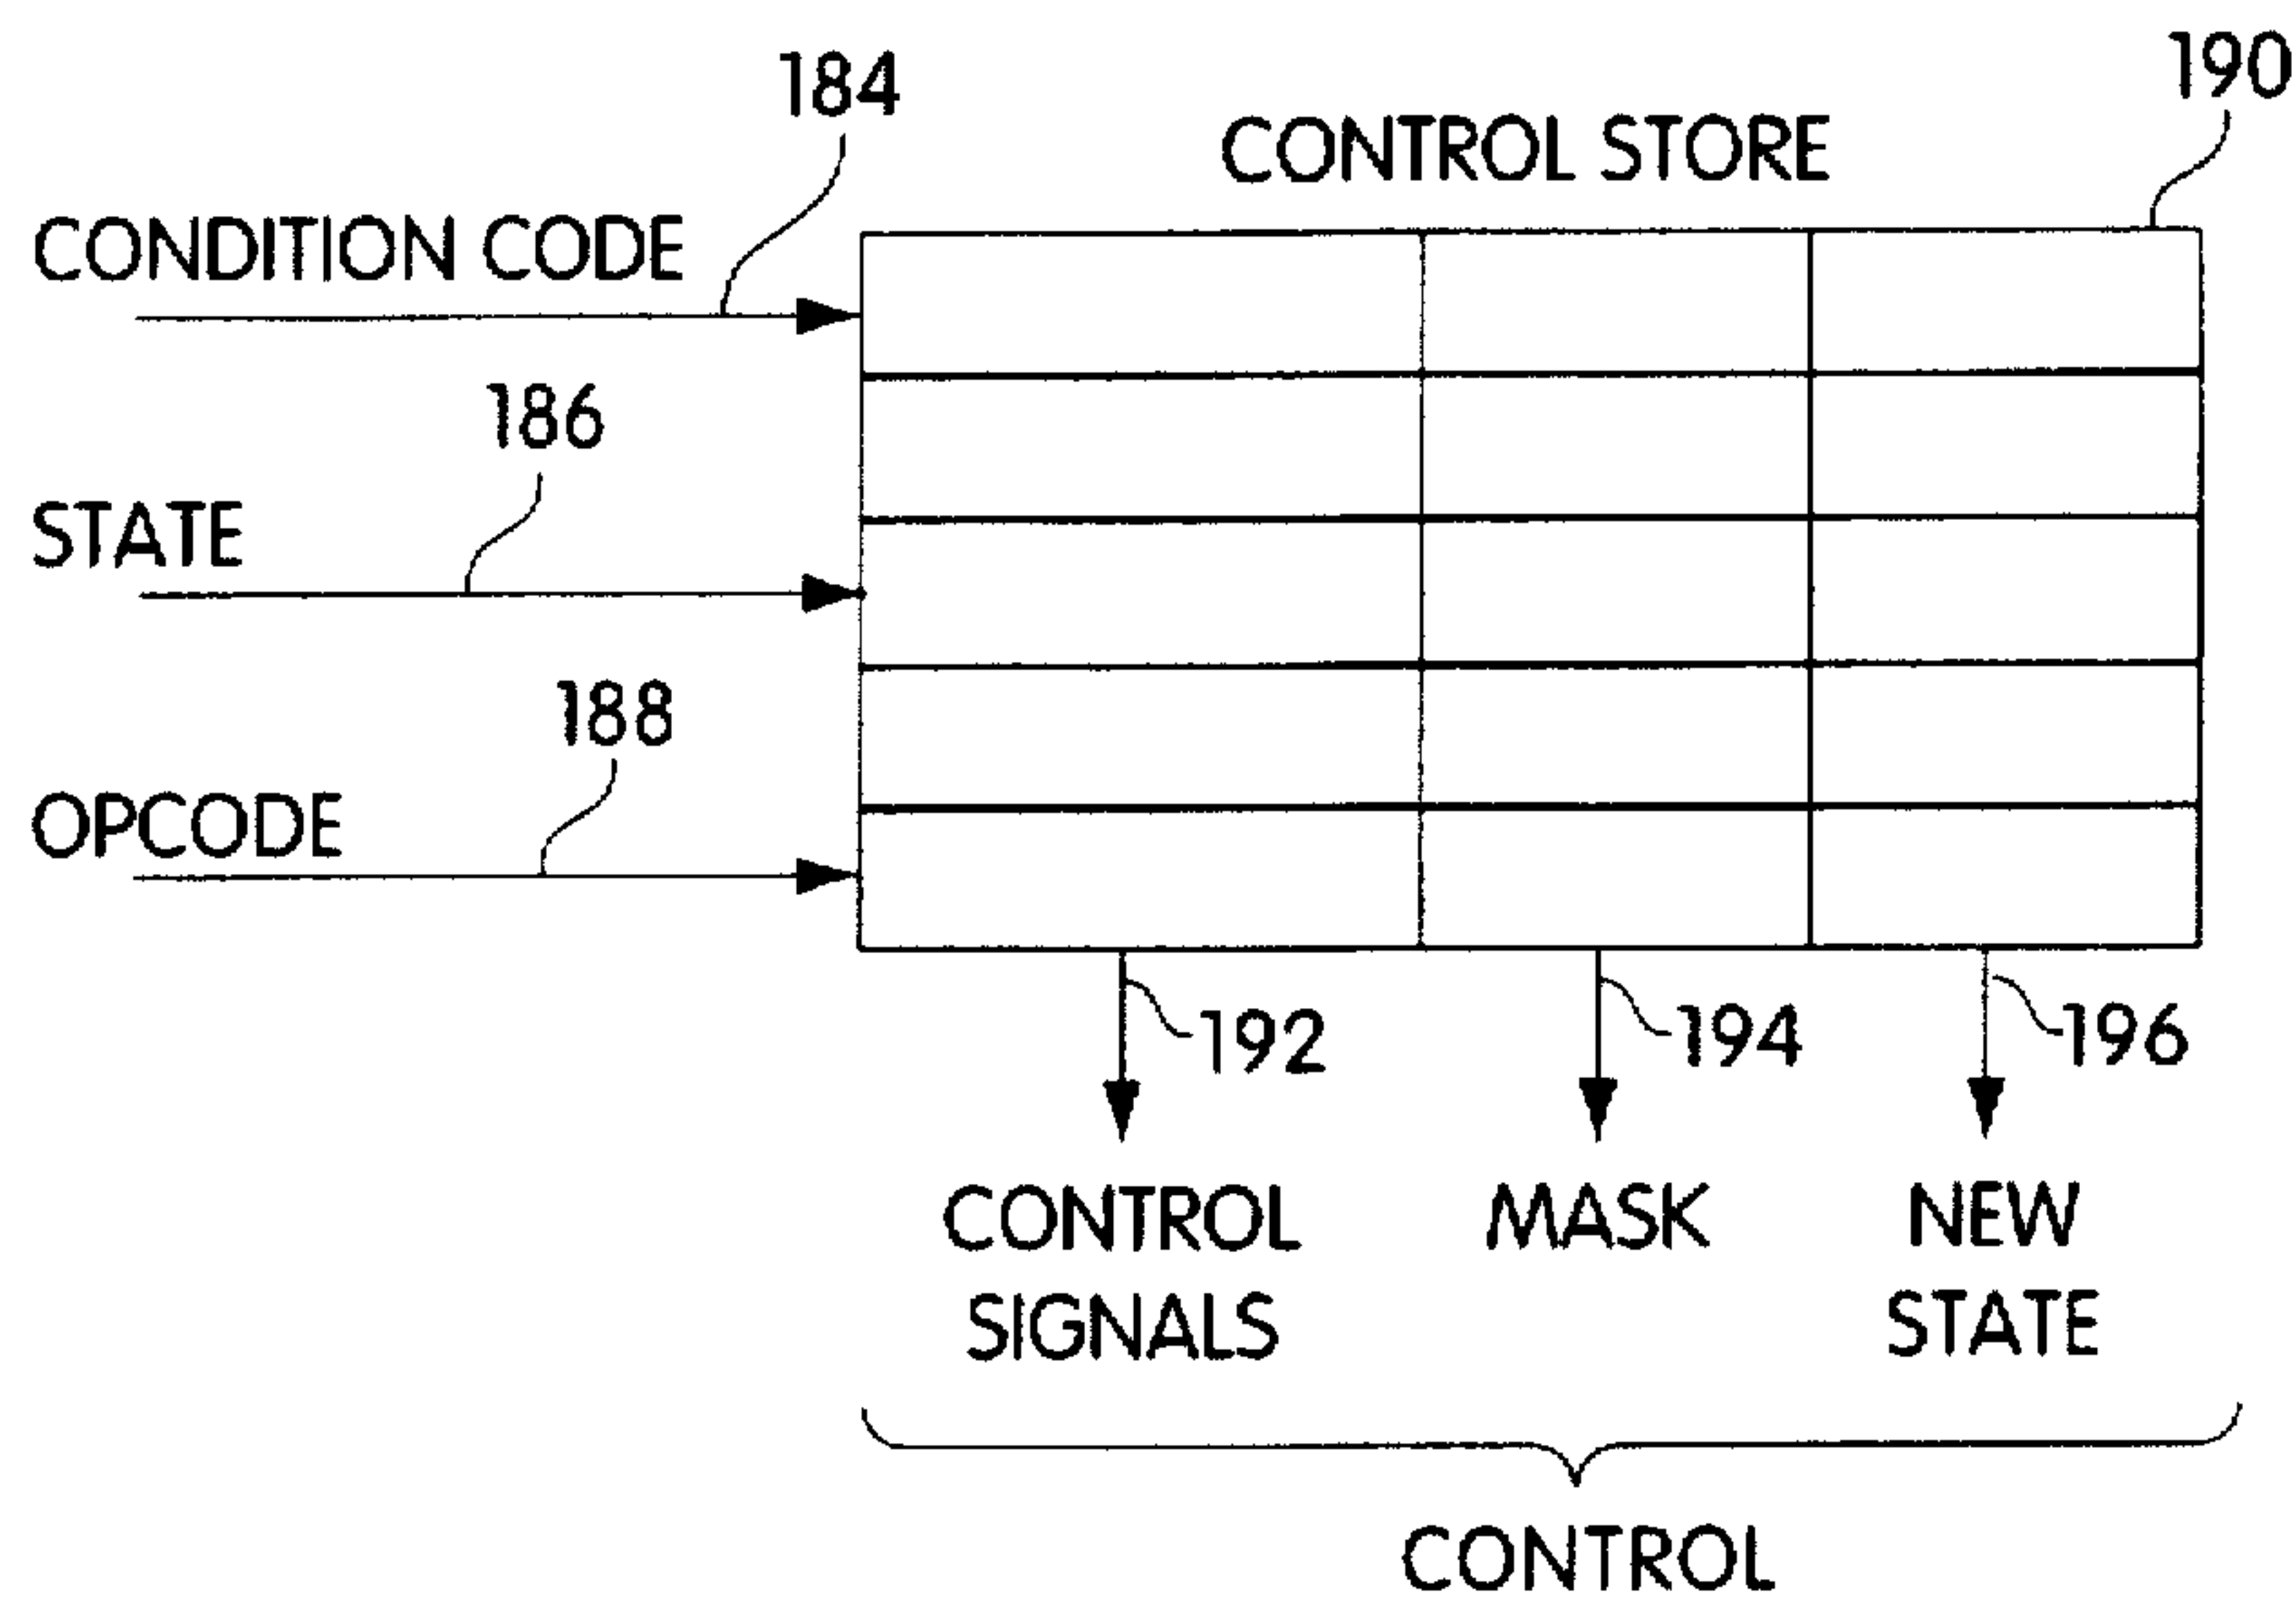 184
190
CONTROL STORE
CONDITION CODE
186
STATE
188
OPCODE
192
194
196
CONTROL SIGNALS
MASK
NEW STATE
CONTROL